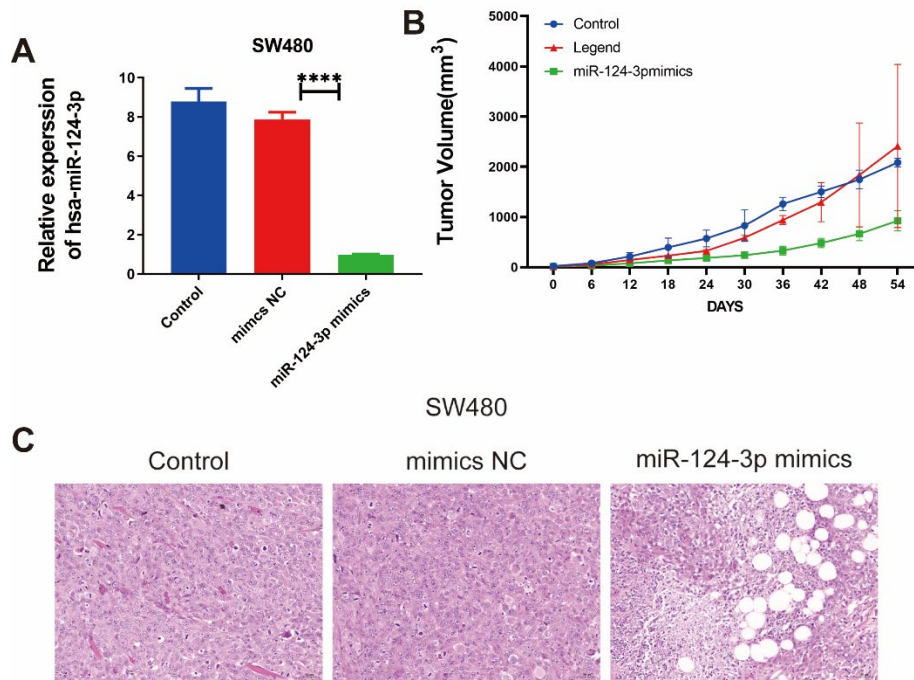 A
SW480
****
Relative experssion
of hsa-miR-124-3p
10
8
6
4
2
0
Control
mimcs NC
miR-124-3p mimics
B
Control
Legend
miR-124-3pmimics
Tumor Volume(mm³)
5000
4000
3000
2000
1000
0
0 6 12 18 24 30 36 42 48 54
DAYS
SW480
C
Control
mimics NC
miR-124-3p mimics